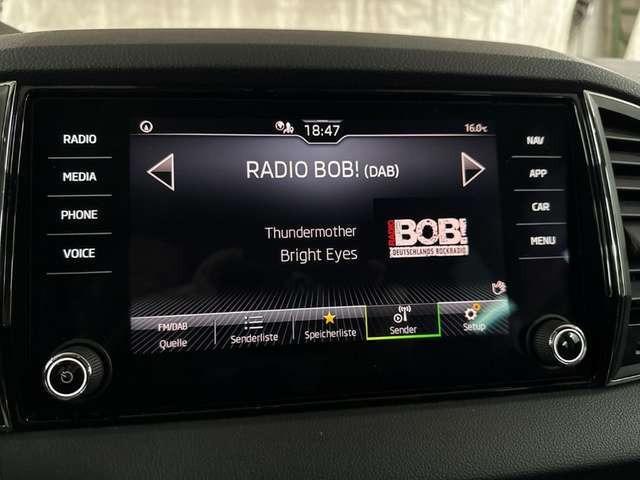 18:47
16.0°C
RADIO
MEDIA
PHONE
VOICE
RADIO BOB! (DAB)
Thundermother
Bright Eyes
RADIO
BOB!
DEUTSCHLANDS ROCKRADIO
NAV
APP
CAR
MENU
FM/DAB
Quelle
Senderliste
Speicherliste
Sender
Setup